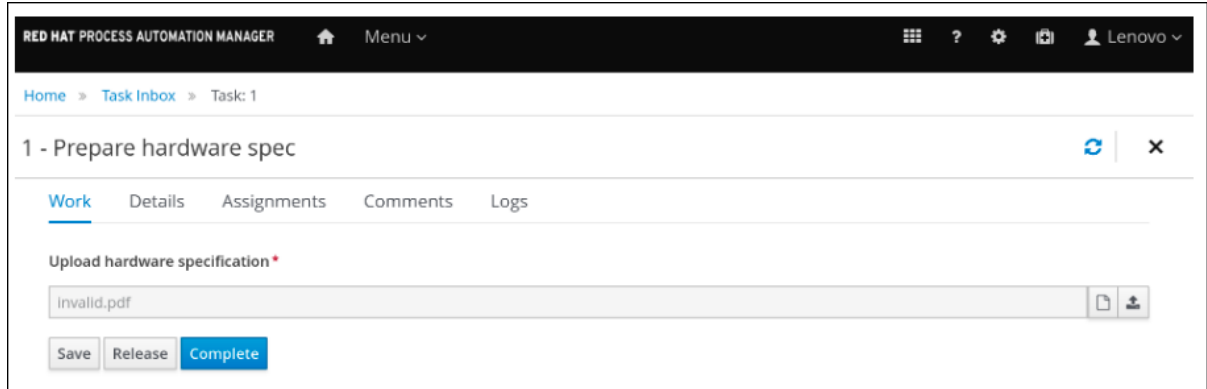 RED HAT PROCESS AUTOMATION MANAGER Menu ? Lenovo
Home » Task Inbox » Task: 1
1 - Prepare hardware spec
Work Details Assignments Comments Logs
Upload hardware specification*
invalid.pdf
Save Release Complete